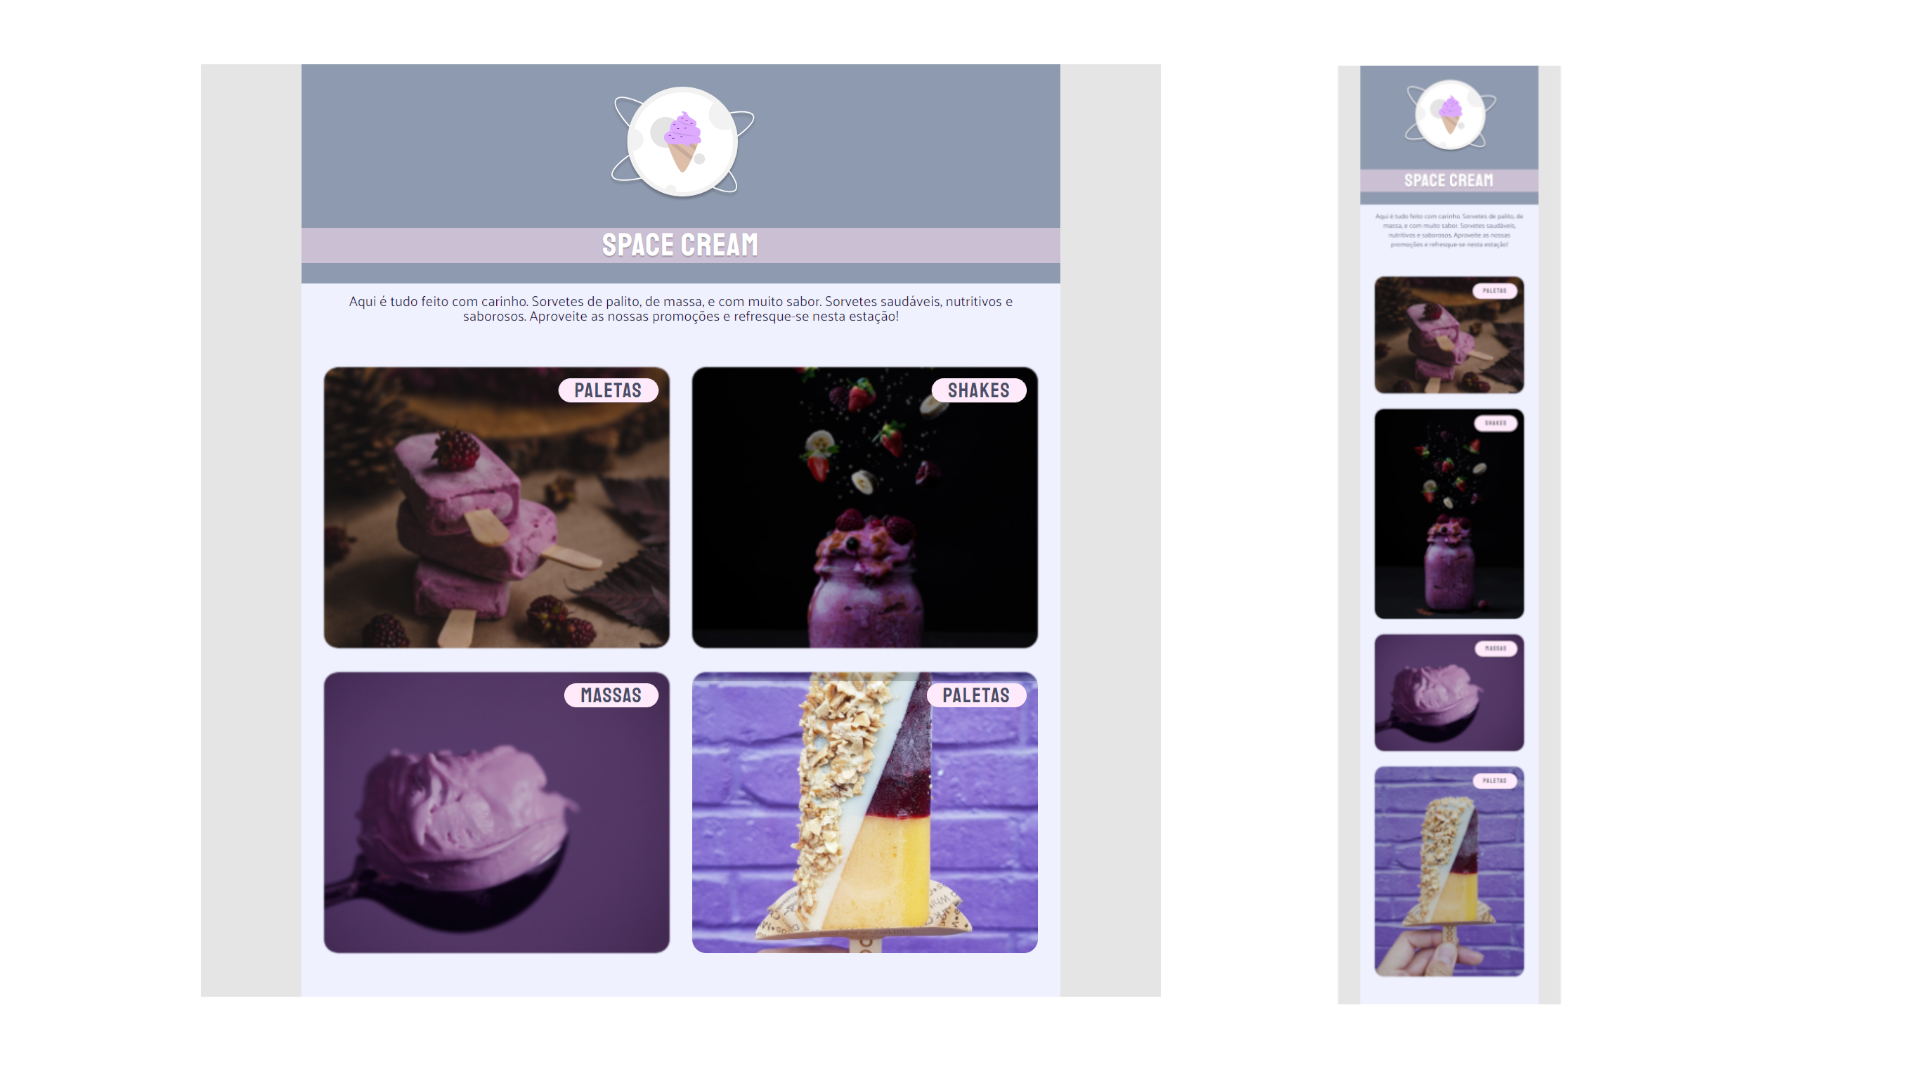 SPACE CREAM
Aqui é tudo feito com carinho. Sorvetes de palito, de massa, e com muito sabor. Sorvetes saudáveis, nutritivos e
saborosos. Aproveite as nossas promoções e refresque-se nesta estação!
PALETAS
SHAKES
MASSAS
PALETAS
SPACE CREAM
Aqui é tudo feito com carinho. Sorvetes de palito, de
massa, e com muito sabor. Sorvetes saudáveis,
nutritivos e saborosos. Aproveite as nossas
promoções e refresque-se nesta estação!
PALETAS
SHAKES
MASSAS
PALETAS